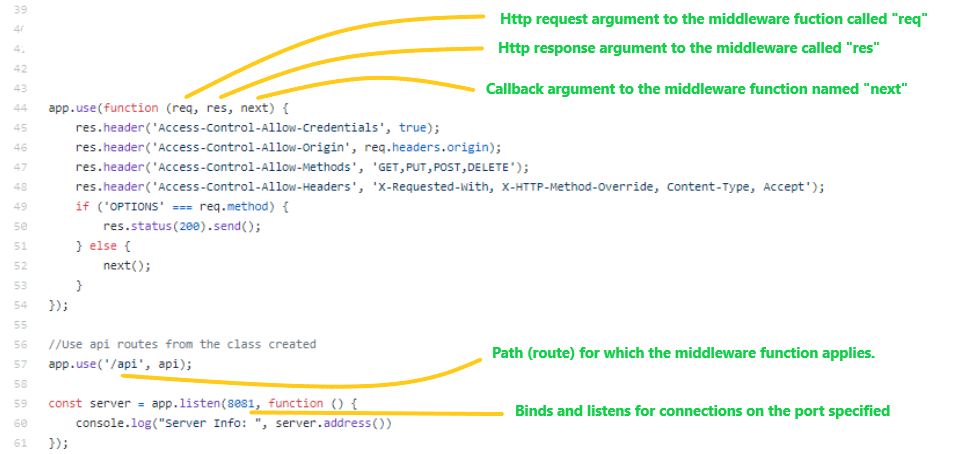 39
Http request argument to the middleware fuction called "req"
4
Http response argument to the middleware called "res"
42
43
Callback argument to the middleware function named "next"
44 app.use(function (req, res, next) {
45 res.header('Access-Control-Allow-Credentials', true);
46 res.header('Access-Control-Allow-Origin', req.headers.origin);
47 res.header('Access-Control-Allow-Methods', 'GET,PUT,POST,DELETE');
48 res.header('Access-Control-Allow-Headers', 'X-Requested-With, X-HTTP-Method-Override, Content-Type, Accept');
49 if ('OPTIONS' === req.method) {
50 res.status(200).send();
51 } else {
52 next();
53 }
54 });
55
56 //Use api routes from the class created
Path (route) for which the middleware function applies.
57 app.use('/api', api);
58
59 const server = app.listen(8081, function () {
Binds and listens for connections on the port specified
60 console.log("Server Info: ", server.address())
61 });